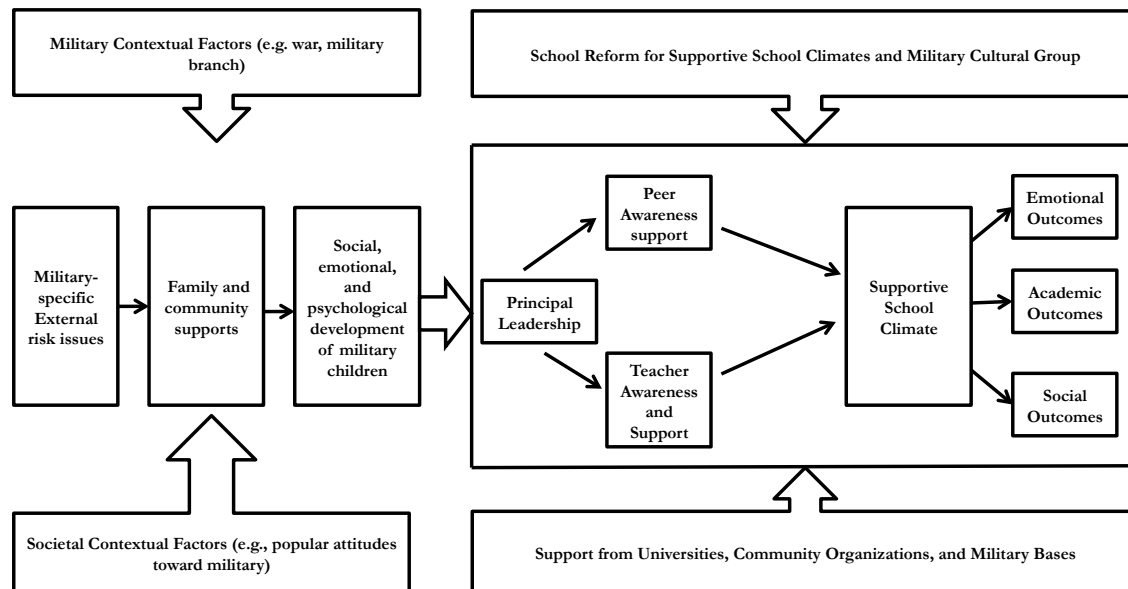 Military Contextual Factors (e.g. war, military
branch)
School Reform for Supportive School Climates and Military Cultural Group
Military-
specific
External
risk issues
Family and
community
supports
Social,
emotional,
and
psychological
development
of military
children
Principal
Leadership
Peer
Awareness
support
Teacher
Awareness
and
Support
Supportive
School
Climate
Emotional
Outcomes
Academic
Outcomes
Social
Outcomes
Societal Contextual Factors (e.g., popular attitudes
toward military)
Support from Universities, Community Organizations, and Military Bases